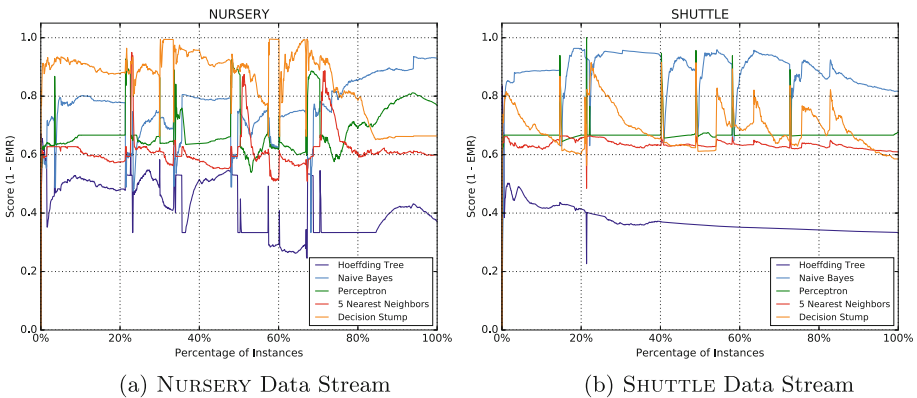 NURSERY
1.0
0.8
0.6
0.4
0.2
0.0
Score (1 - EMR)
0%
20%
40%
60%
80%
100%
Percentage of Instances
Hoeffding Tree
Naive Bayes
Perceptron
5 Nearest Neighbors
Decision Stump
(a) NURSERY Data Stream
SHUTTLE
1.0
0.8
0.6
0.4
0.2
0.0
Score (1 - EMR)
0%
20%
40%
60%
80%
100%
Percentage of Instances
Hoeffding Tree
Naive Bayes
Perceptron
5 Nearest Neighbors
Decision Stump
(b) SHUTTLE Data Stream